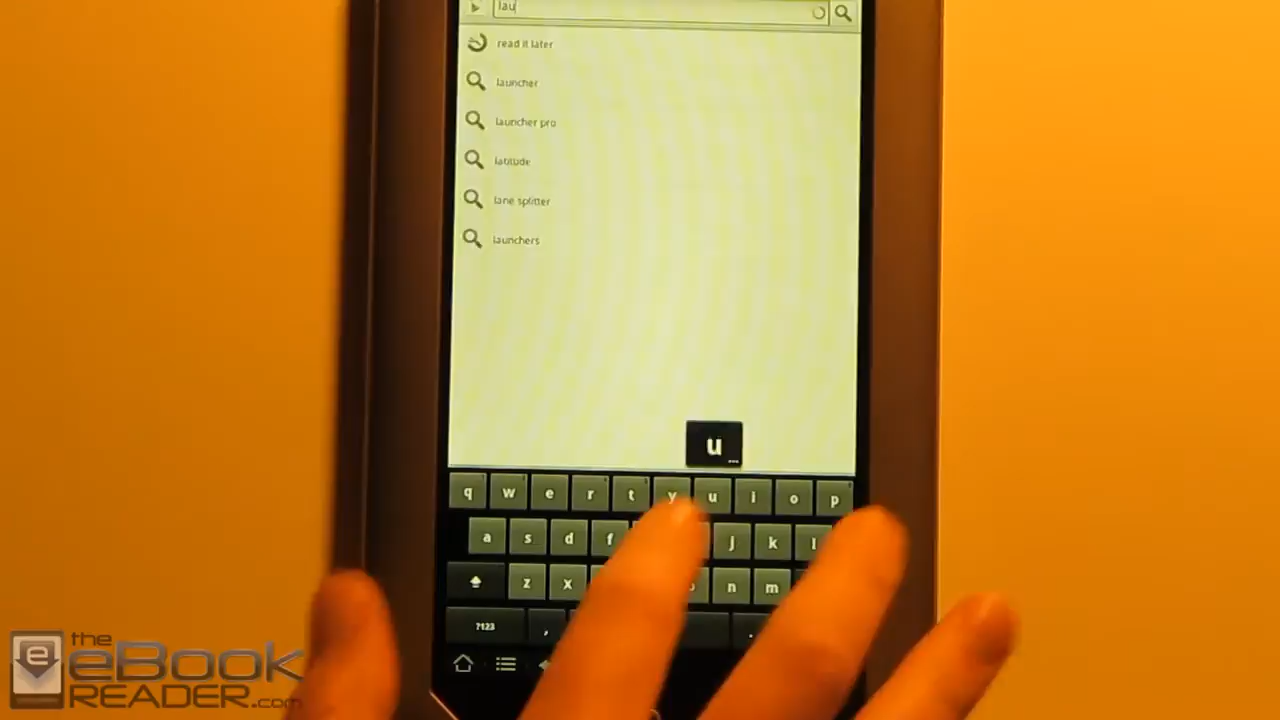 lau
read it later
launcher
launcher pro
latitude
lane splitter
launchers
u
...
q w e r t y u i o p
a s d f j k l
z x n m
?123 , .
the
eBook
READER.com